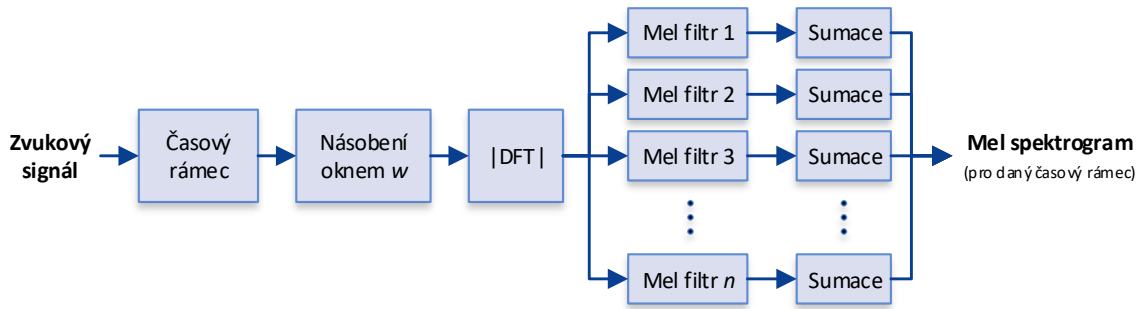 Zvukový
signál
Časový
rámec
Násobení
oknem w
|DFT|
Mel filtr 1
Sumace
Mel filtr 2
Sumace
Mel filtr 3
Sumace
Mel filtr n
Sumace
Mel spektrogram
(pro daný časový rámec)